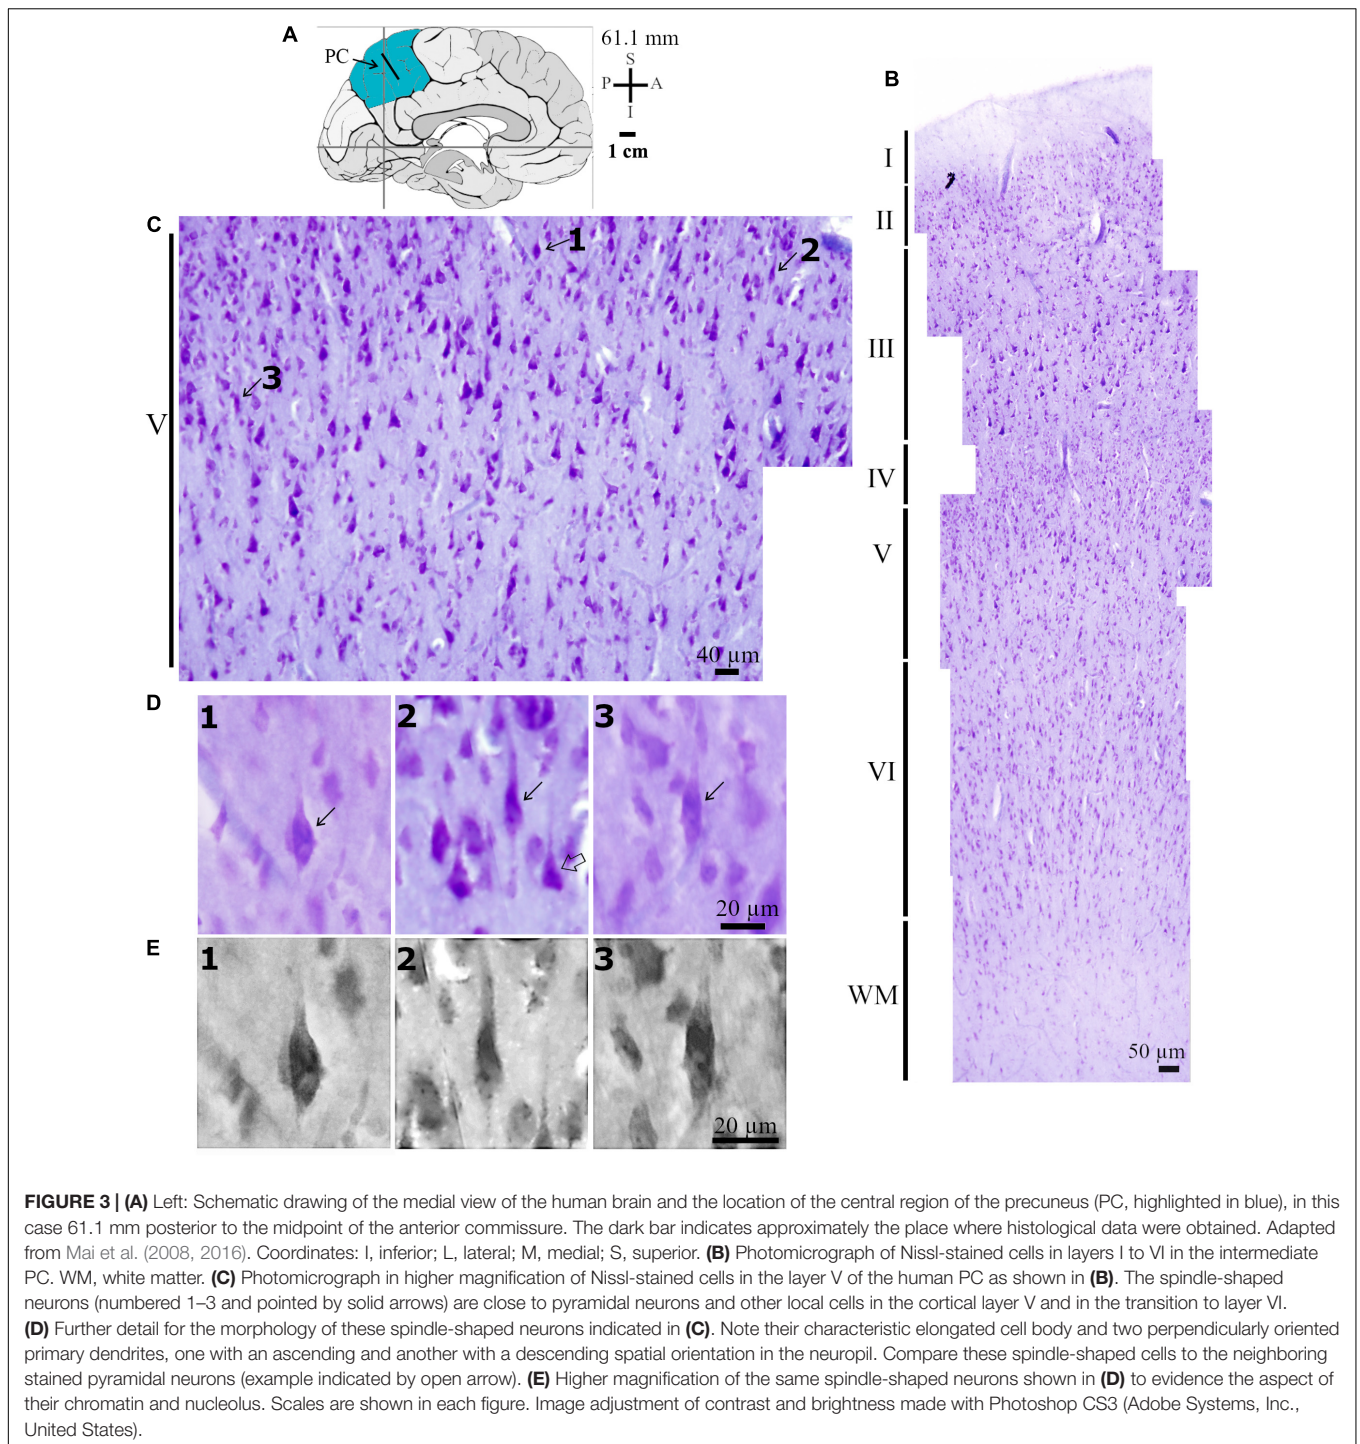 A
PC
61.1 mm
S
P
A
I
1 cm
B
I
II
III
IV
V
VI
WM
50 µm
C
1
2
3
V
40 µm
D
1
2
3
20 µm
E
1
2
3
20 µm
FIGURE 3 | (A) Left: Schematic drawing of the medial view of the human brain and the location of the central region of the precuneus (PC, highlighted in blue), in this
case 61.1 mm posterior to the midpoint of the anterior commissure. The dark bar indicates approximately the place where histological data were obtained. Adapted
from Mai et al. (2008, 2016). Coordinates: I, inferior; L, lateral; M, medial; S, superior. (B) Photomicrograph of Nissl-stained cells in layers I to VI in the intermediate
PC. WM, white matter. (C) Photomicrograph in higher magnification of Nissl-stained cells in the layer V of the human PC as shown in (B). The spindle-shaped
neurons (numbered 1–3 and pointed by solid arrows) are close to pyramidal neurons and other local cells in the cortical layer V and in the transition to layer VI.
(D) Further detail for the morphology of these spindle-shaped neurons indicated in (C). Note their characteristic elongated cell body and two perpendicularly oriented
primary dendrites, one with an ascending and another with a descending spatial orientation in the neuropil. Compare these spindle-shaped cells to the neighboring
stained pyramidal neurons (example indicated by open arrow). (E) Higher magnification of the same spindle-shaped neurons shown in (D) to evidence the aspect of
their chromatin and nucleolus. Scales are shown in each figure. Image adjustment of contrast and brightness made with Photoshop CS3 (Adobe Systems, Inc.,
United States).